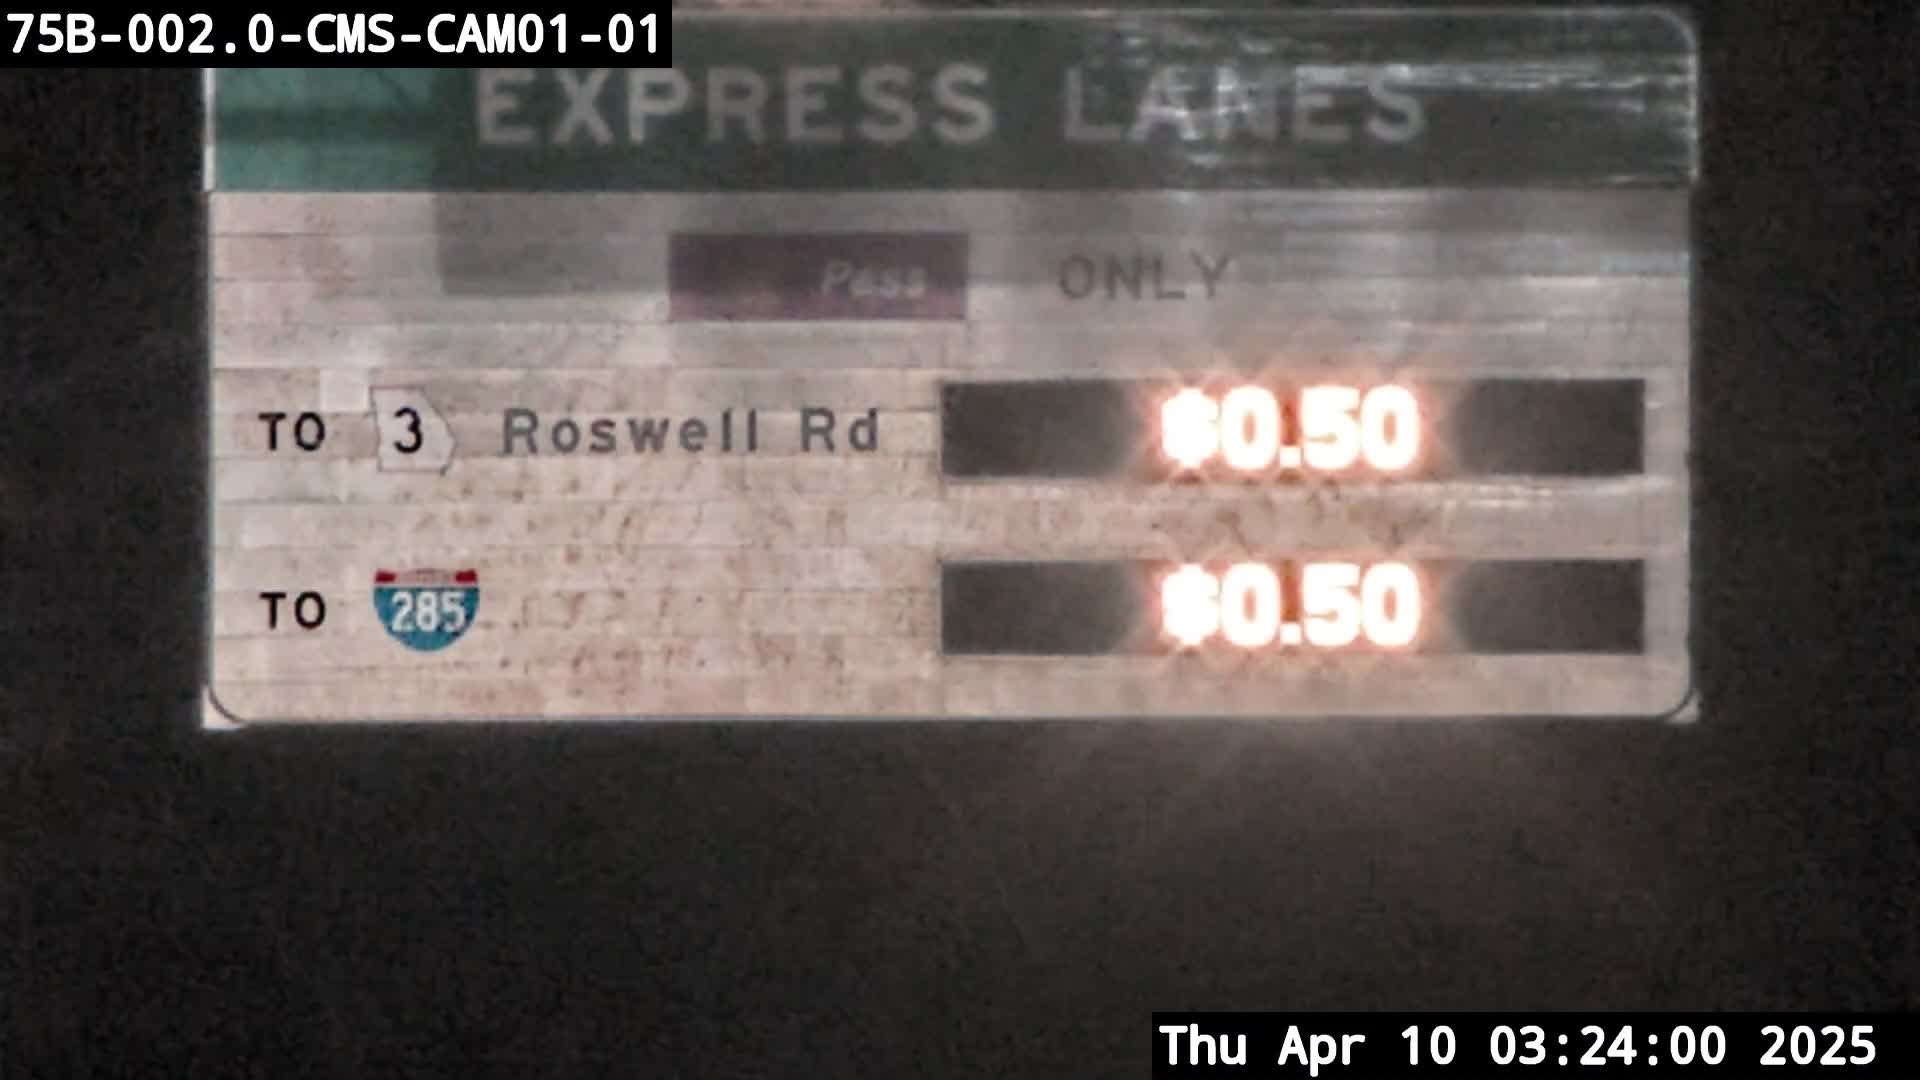 75B-002.0-CMS-CAM01-01
EXPRESS LANES
Pass ONLY
TO 3 Roswell Rd $0.50
TO 285 $0.50
Thu Apr 10 03:24:00 2025